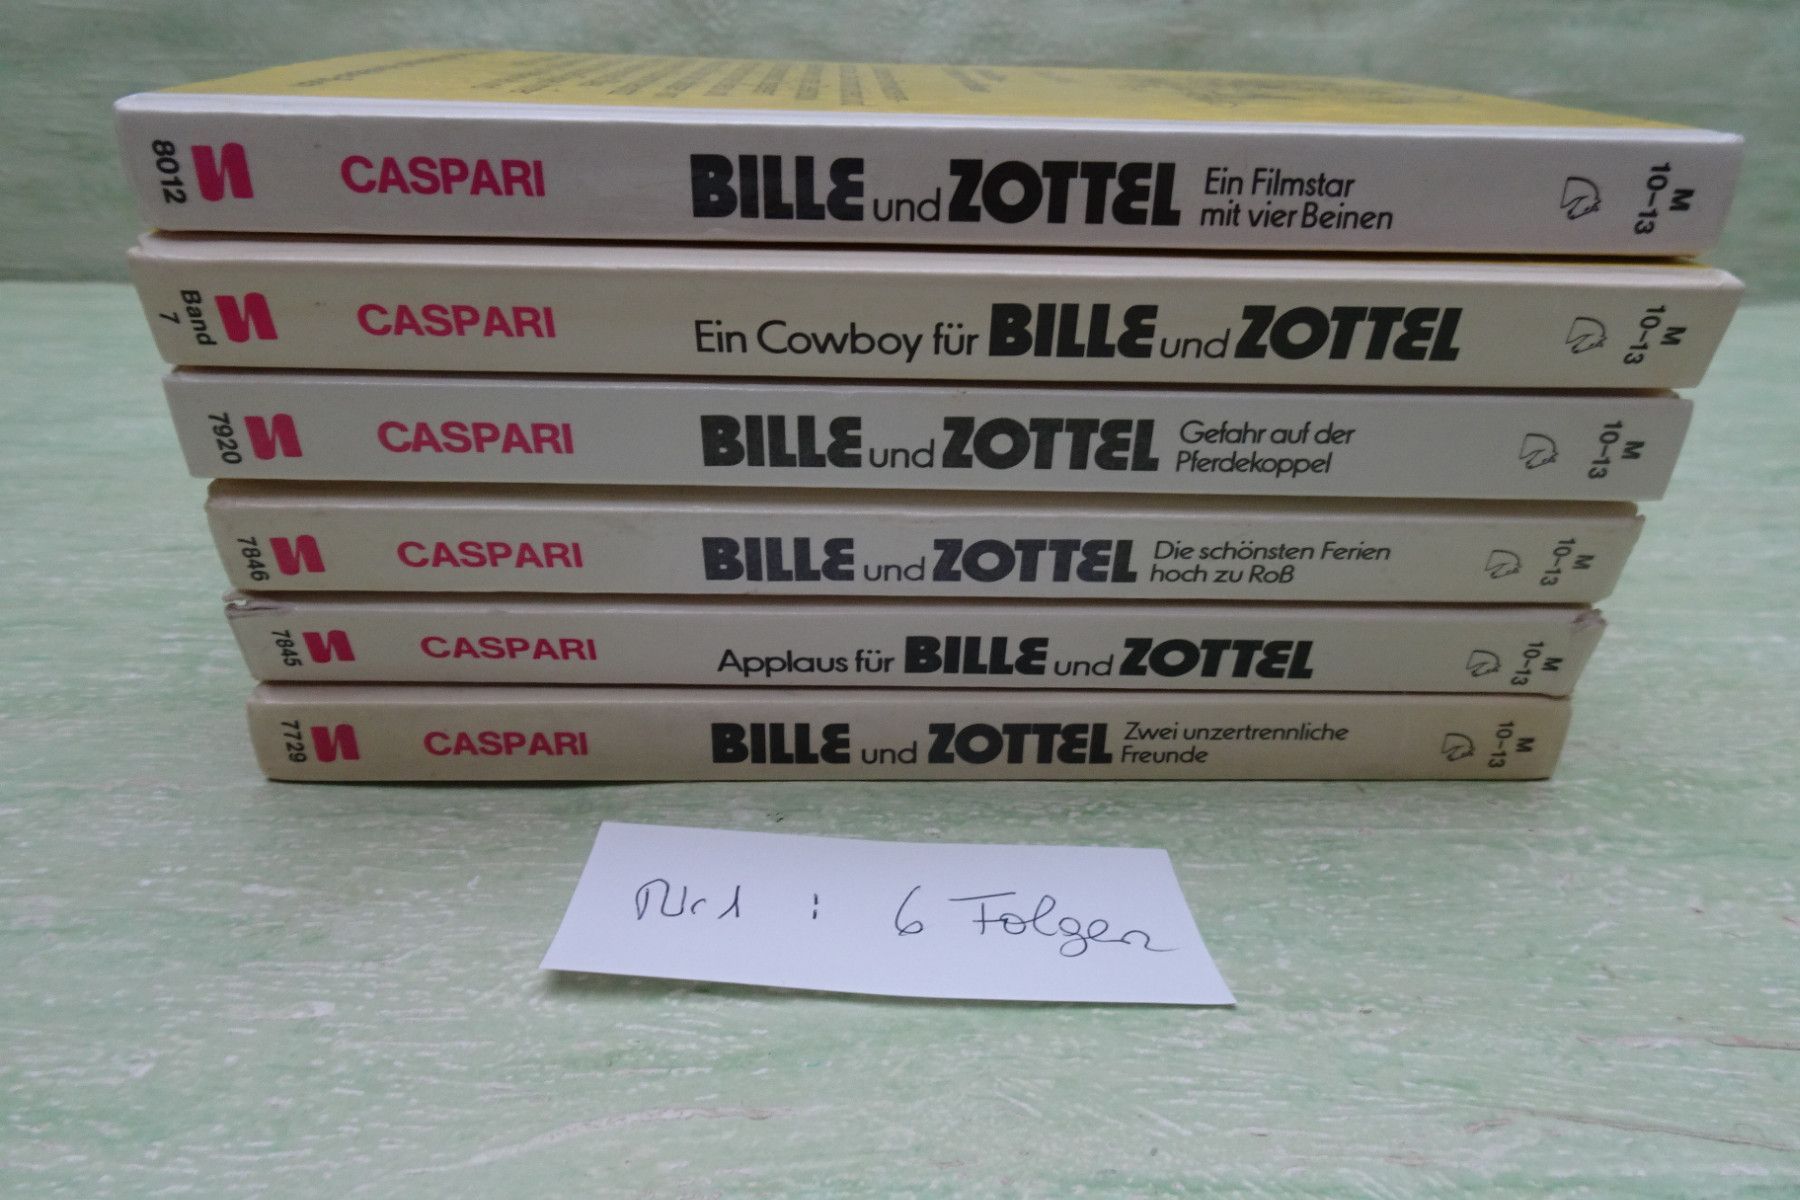 8012 CASPARI BILLE und ZOTTEL Ein Filmstar
mit vier Beinen M
10-13
Band
7 CASPARI Ein Cowboy für BILLE und ZOTTEL M
10-13
7920 CASPARI BILLE und ZOTTEL Gefahr auf der
Pferdekoppel M
10-13
7846 CASPARI BILLE und ZOTTEL Die schönsten Ferien
hoch zu Roß M
10-13
7845 CASPARI Applaus für BILLE und ZOTTEL M
10-13
7729 CASPARI BILLE und ZOTTEL Zwei unzertrennliche
Freunde M
10-13
Nr 1 : 6 Folgen